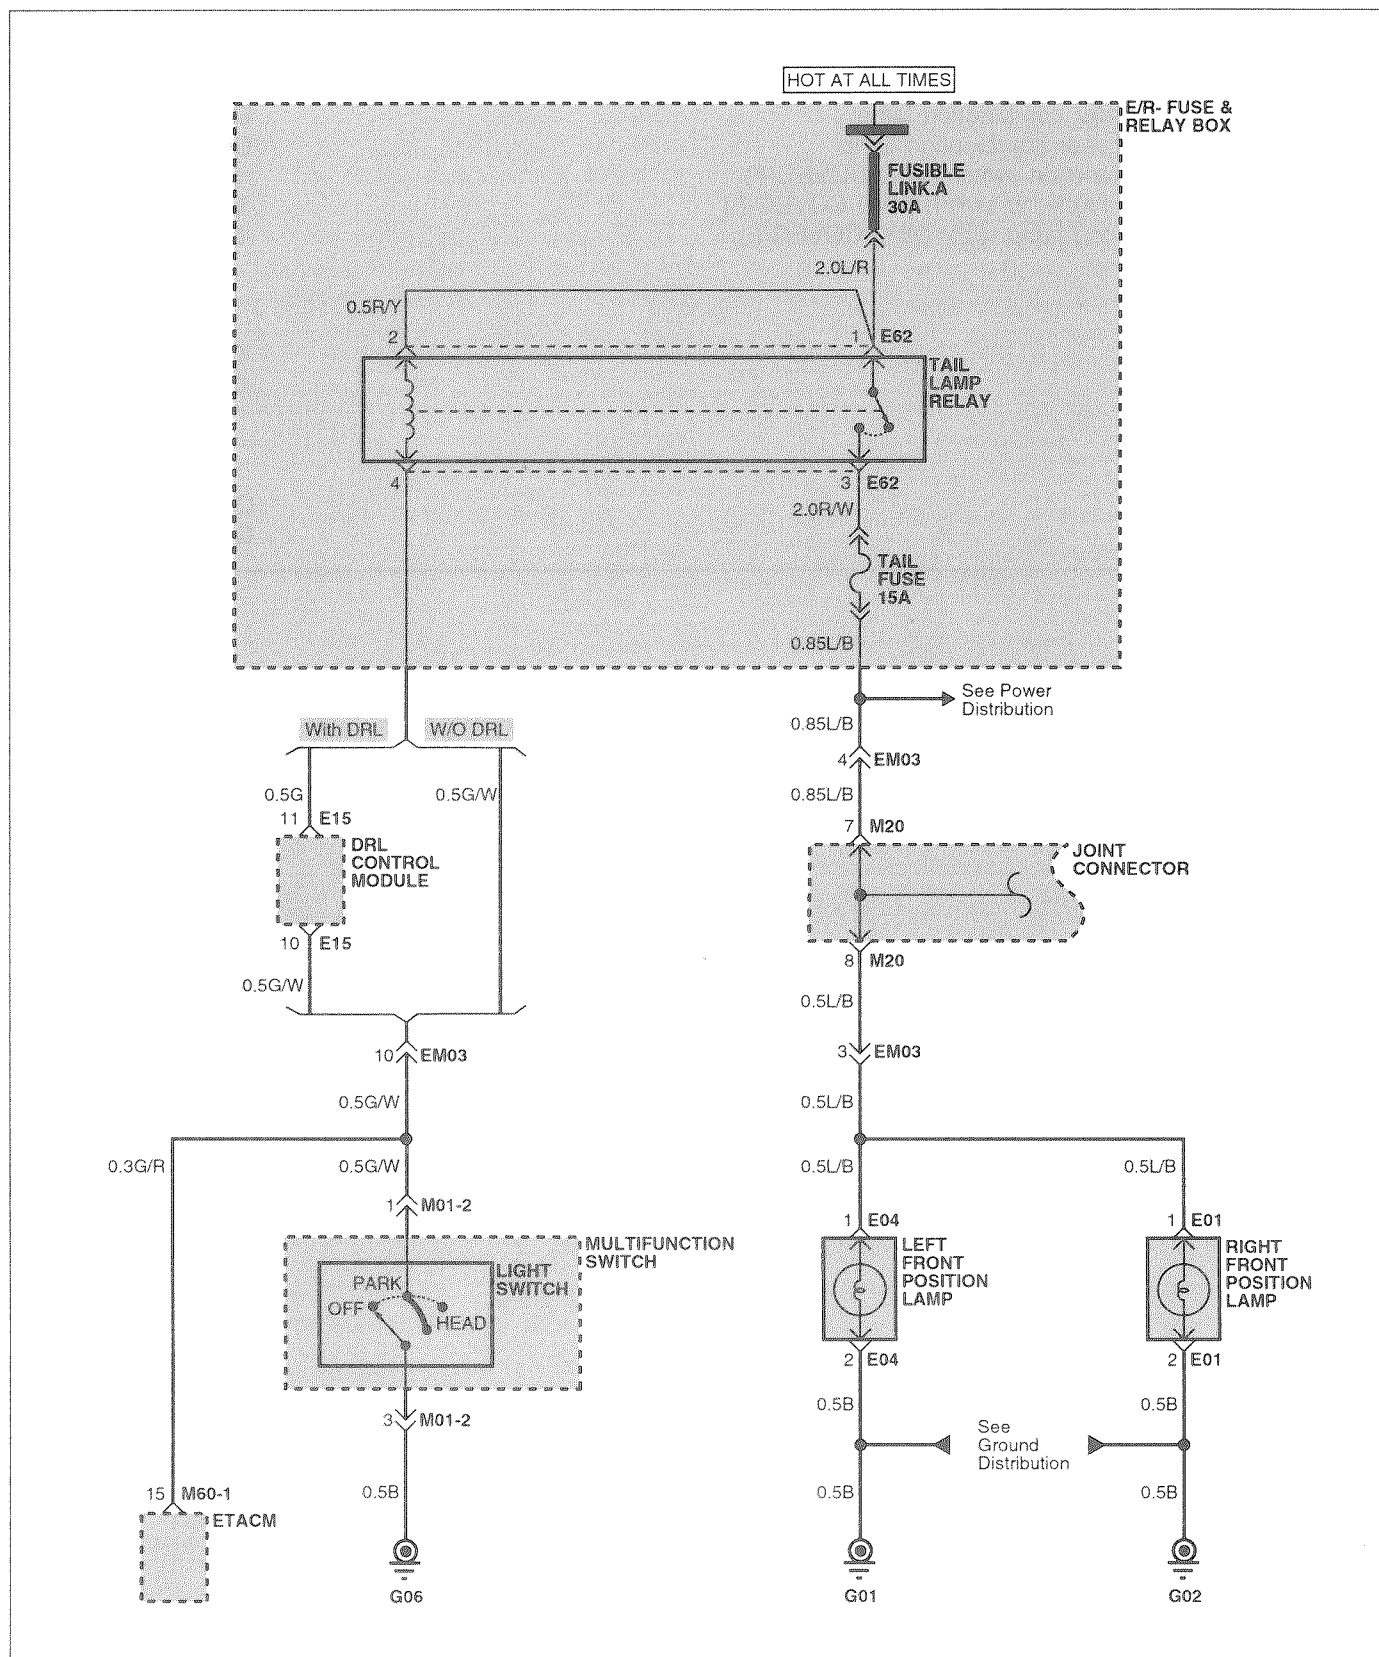 HOT AT ALL TIMES
E/R- FUSE &
RELAY BOX
FUSIBLE
LINK.A
30A
2.0L/R
0.5R/Y
2
1 E62
TAIL
LAMP
RELAY
4
3 E62
2.0R/W
TAIL
FUSE
15A
0.85L/B
See Power
Distribution
With DRL
W/O DRL
0.85L/B
4 EM03
0.5G
0.5G/W
0.85L/B
11 E15
7 M20
DRL
CONTROL
MODULE
JOINT
CONNECTOR
10 E15
8 M20
0.5G/W
0.5L/B
10 EM03
3 EM03
0.5G/W
0.5L/B
0.3G/R
0.5G/W
0.5L/B
0.5L/B
1 M01-2
1 E04
1 E01
MULTIFUNCTION
SWITCH
LIGHT
SWITCH
PARK
OFF
HEAD
LEFT
FRONT
POSITION
LAMP
RIGHT
FRONT
POSITION
LAMP
2 E04
2 E01
3 M01-2
0.5B
0.5B
See
Ground
Distribution
15 M60-1
0.5B
0.5B
0.5B
ETACM
G06
G01
G02